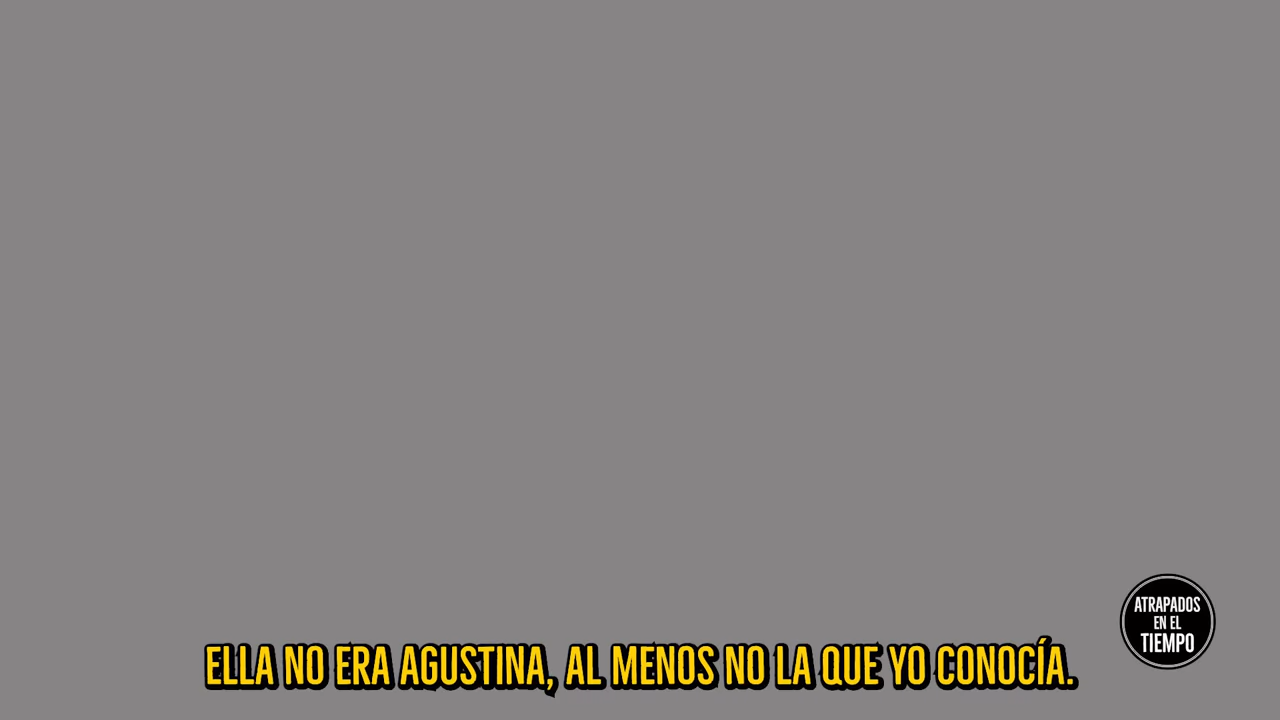 ATRAPADOS
EN EL
TIEMPO
ELLA NO ERA AGUSTINA, AL MENOS NO LA QUE YO CONOCÍA.